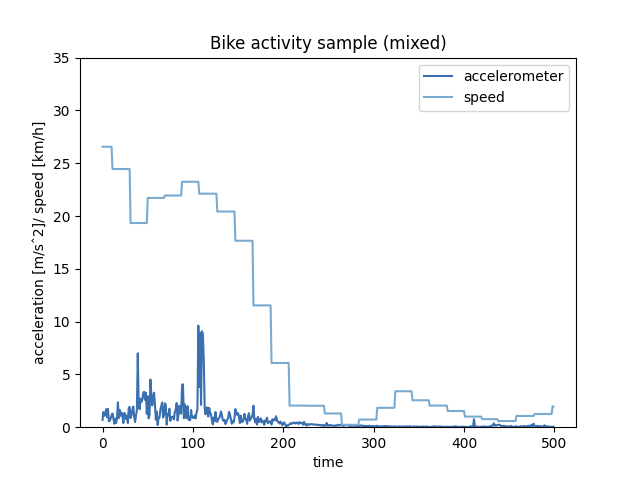 Bike activity sample (mixed)
accelerometer
speed
acceleration [m/sˆ2]/ speed [km/h]
35
30
25
20
15
10
5
0
0 100 200 300 400 500
time